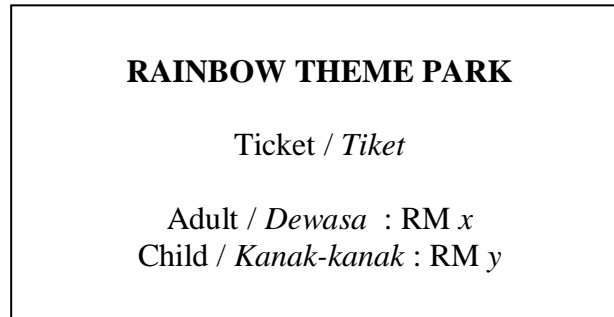 RAINBOW THEME PARK
Ticket / Tiket
Adult / Dewasa : RM x
Child / Kanak-kanak : RM y